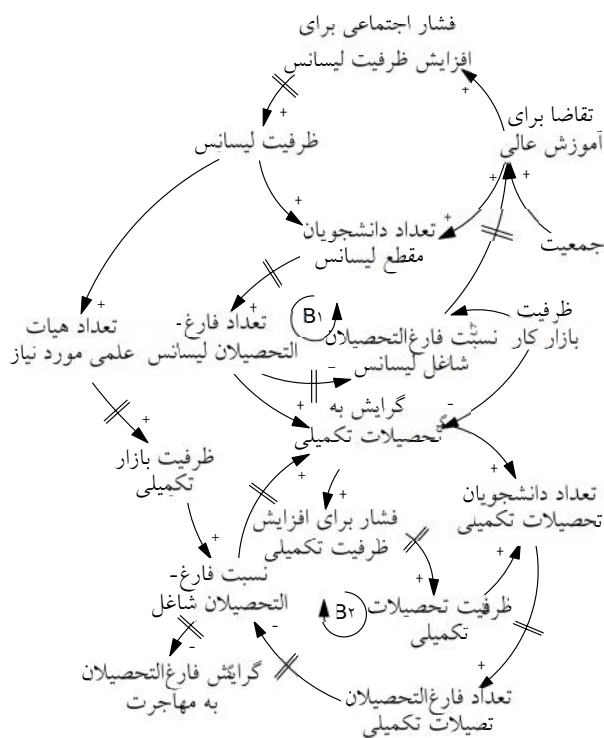 فشار اجتماعی برای
افزایش ظرفیت لیسانس
تقاضا برای
آموزش عالی
ظرفیت لیسانس
تعداد دانشجویان
مقطع لیسانس
جمعیت
ظرفیت
بازار کار
نسبت فارغ‌التحصیلان
شاغل لیسانس
B۱
تعداد فارغ-
التحصیلان لیسانس
تعداد هیات
علمی مورد نیاز
گرایش به
تحصیلات تکمیلی
ظرفیت بازار
تکمیلی
تعداد دانشجویان
تحصیلات تکمیلی
فشار برای افزایش
ظرفیت تکمیلی
نسبت فارغ-
التحصیلان شاغل
B۲
ظرفیت تحصیلات
تکمیلی
گرایش فارغ‌التحصیلان
به مهاجرت
تعداد فارغ‌التحصیلان
تصیلات تکمیلی